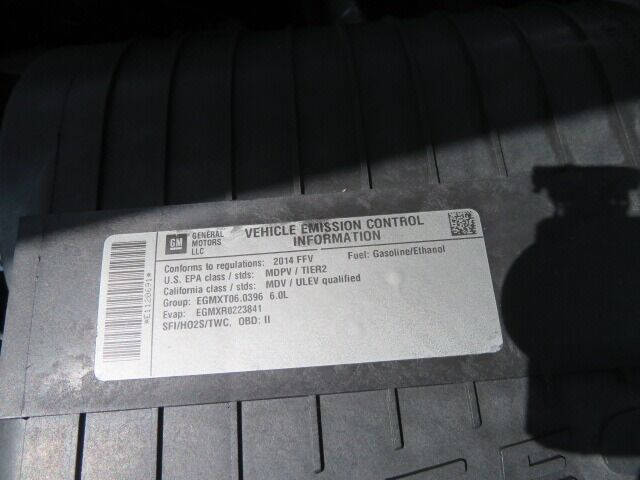 GM
GENERAL MOTORS LLC
VEHICLE EMISSION CONTROL INFORMATION
Conforms to regulations: 2014 FFV Fuel: Gasoline/Ethanol
U.S. EPA class / stds: MDPV / TIER2
California class / stds: MDV / ULEV qualified
Group: EGMXT06.0396 6.0L
Evap: EGMXR0223841
SFI/HO2S/TWC, OBD: II
*E1120691*